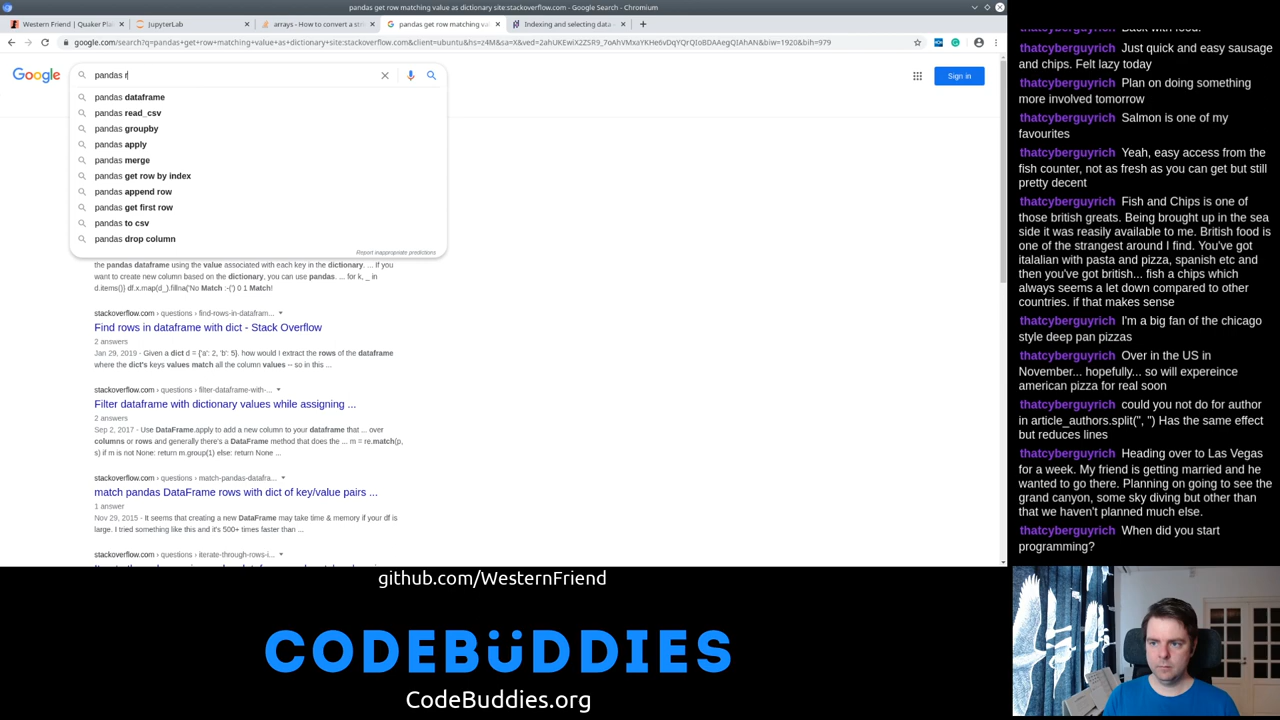 pandas get row matching value as dictionary site:stackoverflow.com - Google Search - Chromium
Western Friend | Quaker Pla
JupyterLab
arrays - How to convert a str
pandas get row matching va
Indexing and selecting data
google.com/search?q=pandas+get+row+matching+value+as+dictionary+site:stackoverflow.com&client=ubuntu&hs=z4M&sa=X&ved=2ahUKEwiX2ZSR9_7oAhVMxaYKHe6vDqYQrQIoBDAAegQIAhAN&biw=1920&bih=979
Google
pandas r
Sign in
pandas dataframe
pandas read_csv
pandas groupby
pandas apply
pandas merge
pandas get row by index
pandas append row
pandas get first row
pandas to csv
pandas drop column
Report inappropriate predictions
the pandas dataframe using the value associated with each key in the dictionary. ... If you
want to create new column based on the dictionary, you can use pandas. ... for k, _ in
d.items()} df.x.map(d_).fillna('No Match :-(') 0 1 Match!
stackoverflow.com › questions › find-rows-in-datafram...
Find rows in dataframe with dict - Stack Overflow
2 answers
Jan 29, 2019 - Given a dict d = {'a': 2, 'b': 5}. how would I extract the rows of the dataframe
where the dict's keys values match all the column values -- so in this ...
stackoverflow.com › questions › filter-dataframe-with-...
Filter dataframe with dictionary values while assigning ...
2 answers
Sep 2, 2017 - Use DataFrame.apply to add a new column to your dataframe that ... over
columns or rows and generally there's a DataFrame method that does the ... m = re.match(p,
s) if m is not None: return m.group(1) else: return None ...
stackoverflow.com › questions › match-pandas-datafra...
match pandas DataFrame rows with dict of key/value pairs ...
1 answer
Nov 29, 2015 - It seems that creating a new DataFrame may take time & memory if your df is
large. I tried something like this and it's 500+ times faster than ...
stackoverflow.com › questions › iterate-through-rows-i...
thatcyberguyrich Just quick and easy sausage
and chips. Felt lazy today
thatcyberguyrich Plan on doing something
more involved tomorrow
thatcyberguyrich Salmon is one of my
favourites
thatcyberguyrich Yeah, easy access from the
fish counter, not as fresh as you can get but still
pretty decent
thatcyberguyrich Fish and Chips is one of
those british greats. Being brought up in the sea
side it was reasily available to me. British food is
one of the strangest around I find. You've got
italalian with pasta and pizza, spanish etc and
then you've got british... fish a chips which
always seems a let down compared to other
countries. if that makes sense
thatcyberguyrich I'm a big fan of the chicago
style deep pan pizzas
thatcyberguyrich Over in the US in
November... hopefully... so will expereince
american pizza for real soon
thatcyberguyrich could you not do for author
in article_authors.split(", ") Has the same effect
but reduces lines
thatcyberguyrich Heading over to Las Vegas
for a week. My friend is getting married and he
wanted to go there. Planning on going to see the
grand canyon, some sky diving but other than
that we haven't planned much else.
thatcyberguyrich When did you start
programming?
github.com/WesternFriend
CODEBUDDIES
CodeBuddies.org